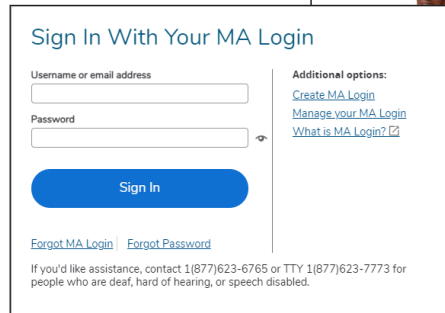 Sign In With Your MA Login
Username or email address
Password
Sign In
Forgot MA Login
Forgot Password
Additional options:
Create MA Login
Manage your MA Login
What is MA Login?
If you'd like assistance, contact 1(877)623-6765 or TTY 1(877)623-7773 for
people who are deaf, hard of hearing, or speech disabled.